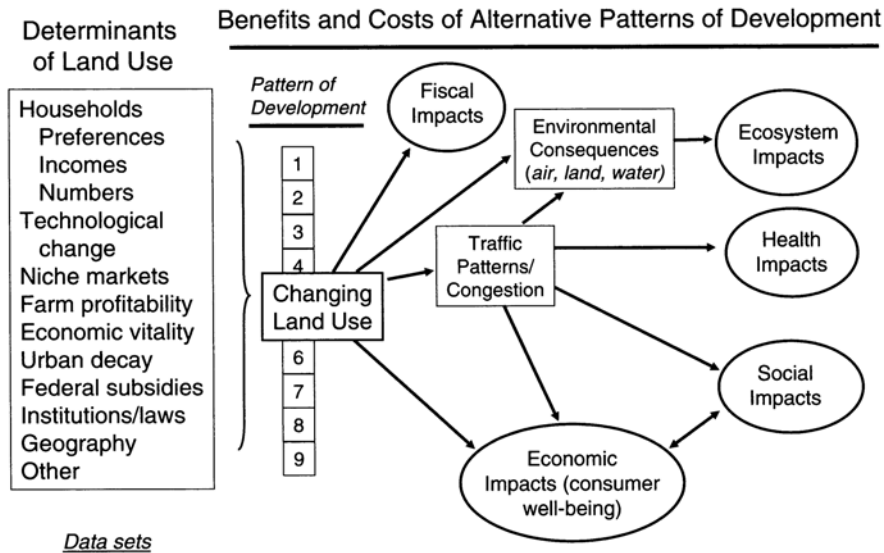 Benefits and Costs of Alternative Patterns of Development
Determinants
of Land Use
Households
Preferences
Incomes
Numbers
Technological
change
Niche markets
Farm profitability
Economic vitality
Urban decay
Federal subsidies
Institutions/laws
Geography
Other
Data sets
Pattern of
Development
1
2
3
4
Changing
Land Use
6
7
8
9
Fiscal
Impacts
Environmental
Consequences
(air, land, water)
Ecosystem
Impacts
Traffic
Patterns/
Congestion
Health
Impacts
Social
Impacts
Economic
Impacts (consumer
well-being)